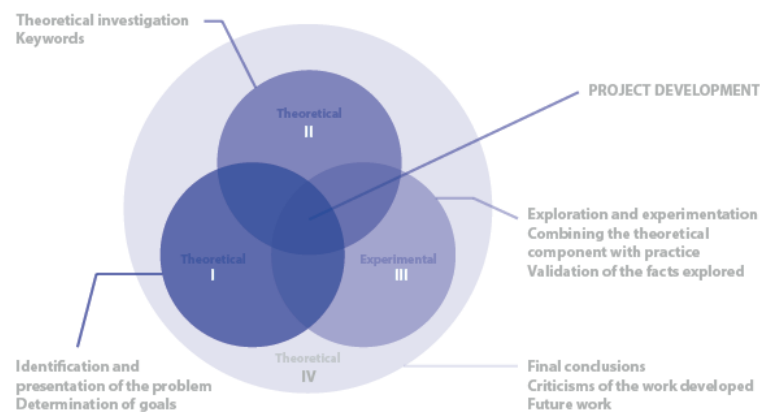 Theoretical investigation
Keywords
PROJECT DEVELOPMENT
Theoretical
II
Exploration and experimentation
Combining the theoretical
component with practice
Validation of the facts explored
Theoretical
I
Experimental
III
Theoretical
IV
Identification and
presentation of the problem
Determination of goals
Final conclusions
Criticisms of the work developed
Future work